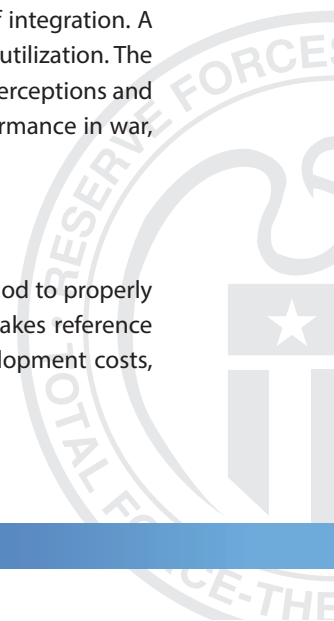 f integration. A
utilization. The
erceptions and
rmance in war,
od to properly
akes reference
lopment costs,
RESERVE FORCES
TOTAL FORCE-THE